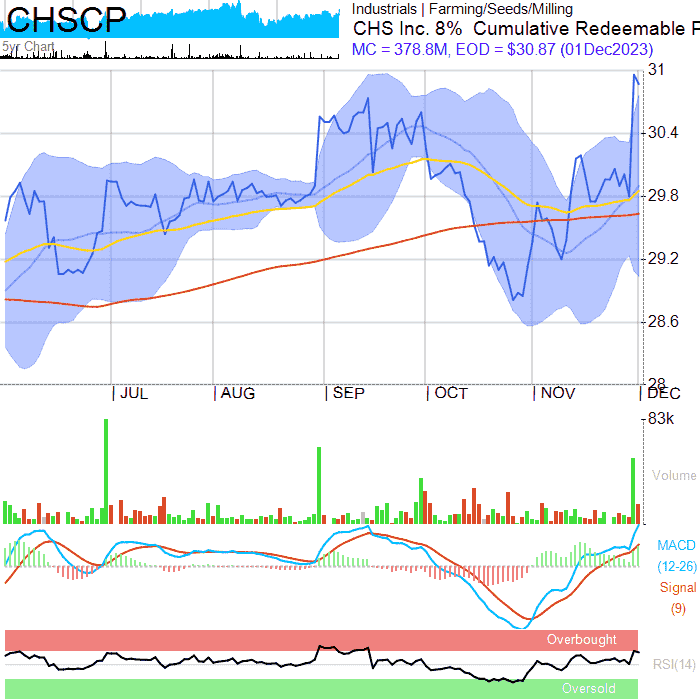 CHSCP
5yr Chart
Industrials | Farming/Seeds/Milling
CHS Inc. 8% Cumulative Redeemable P
MC = 378.8M, EOD = $30.87 (01Dec2023)
31
30.4
29.8
29.2
28.6
28
JUL
AUG
SEP
OCT
NOV
DEC
83k
Volume
MACD
(12-26)
Signal
(9)
Overbought
RSI(14)
Oversold